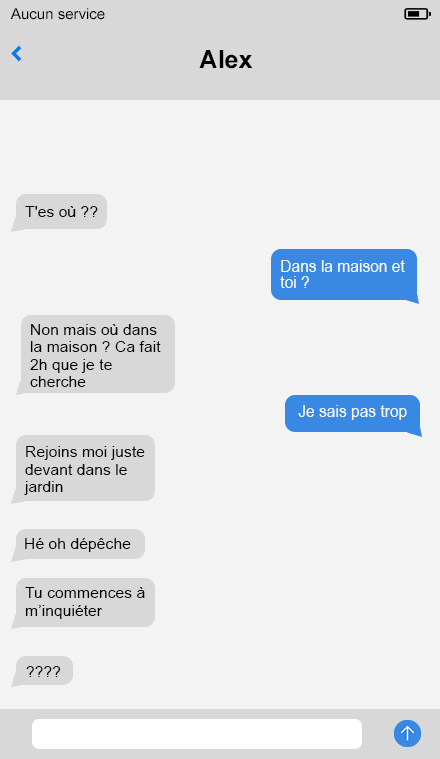 Aucun service
Alex
T'es où ??
Dans la maison et
toi ?
Non mais où dans
la maison ? Ca fait
2h que je te
cherche
Je sais pas trop
Rejoins moi juste
devant dans le
jardin
Hé oh dépêche
Tu commences à
m'inquiéter
????